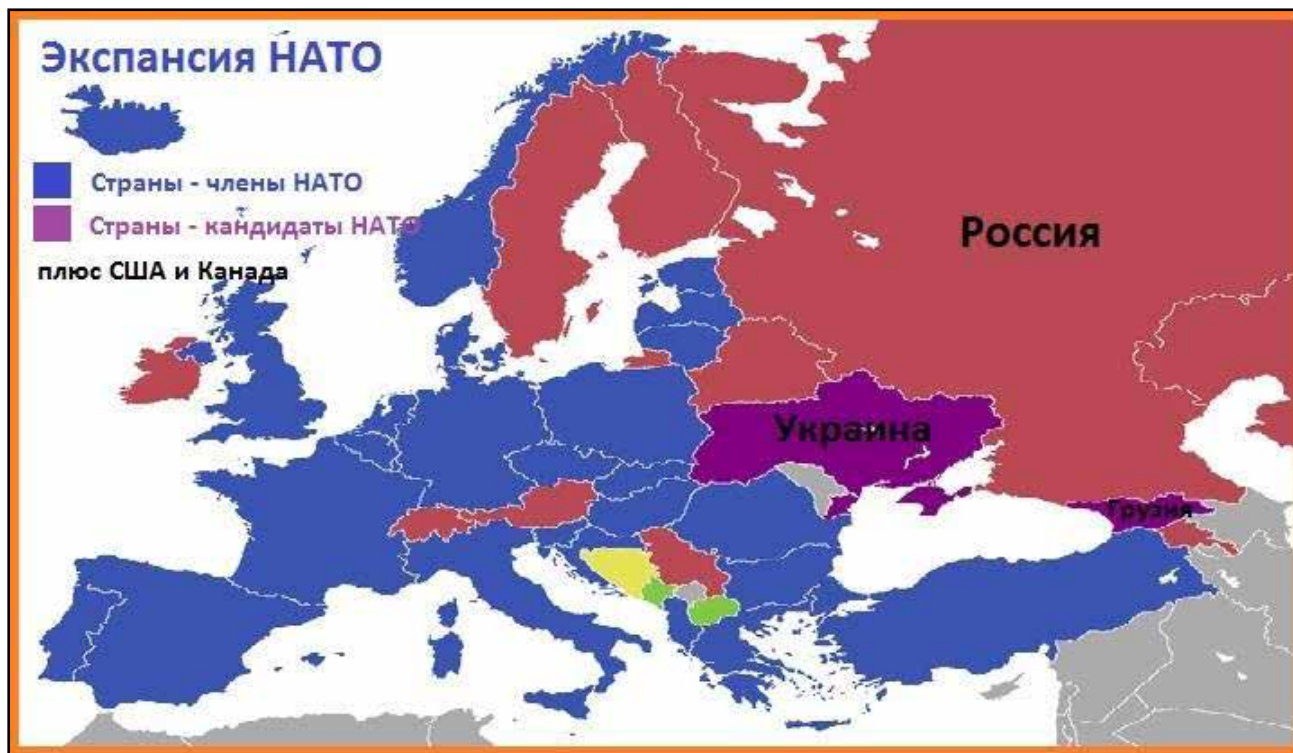 Экспансия НАТО
Страны - члены НАТО
Страны - кандидаты НАТО
плюс США и Канада
Россия
Украина
Грузия